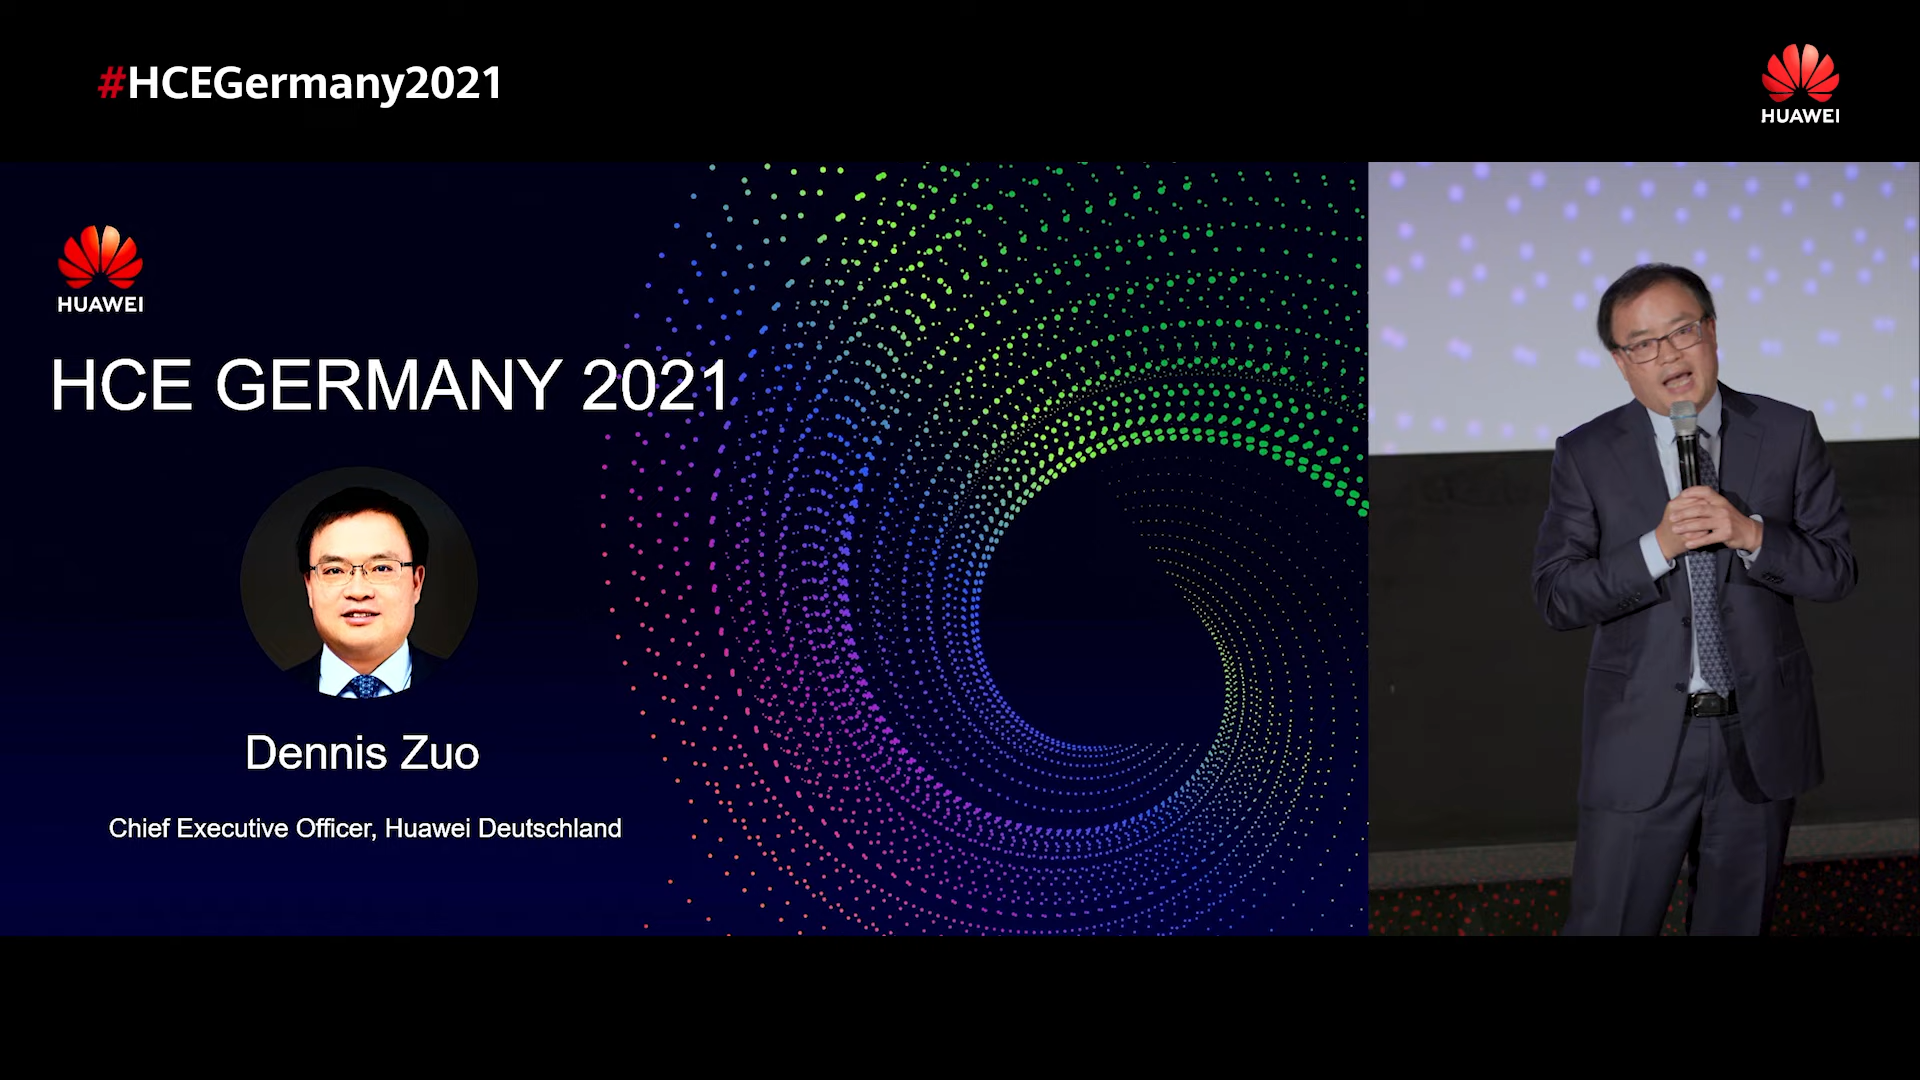 #HCEGermany2021
HUAWEI
HUAWEI
HCE GERMANY 2021
Dennis Zuo
Chief Executive Officer, Huawei Deutschland